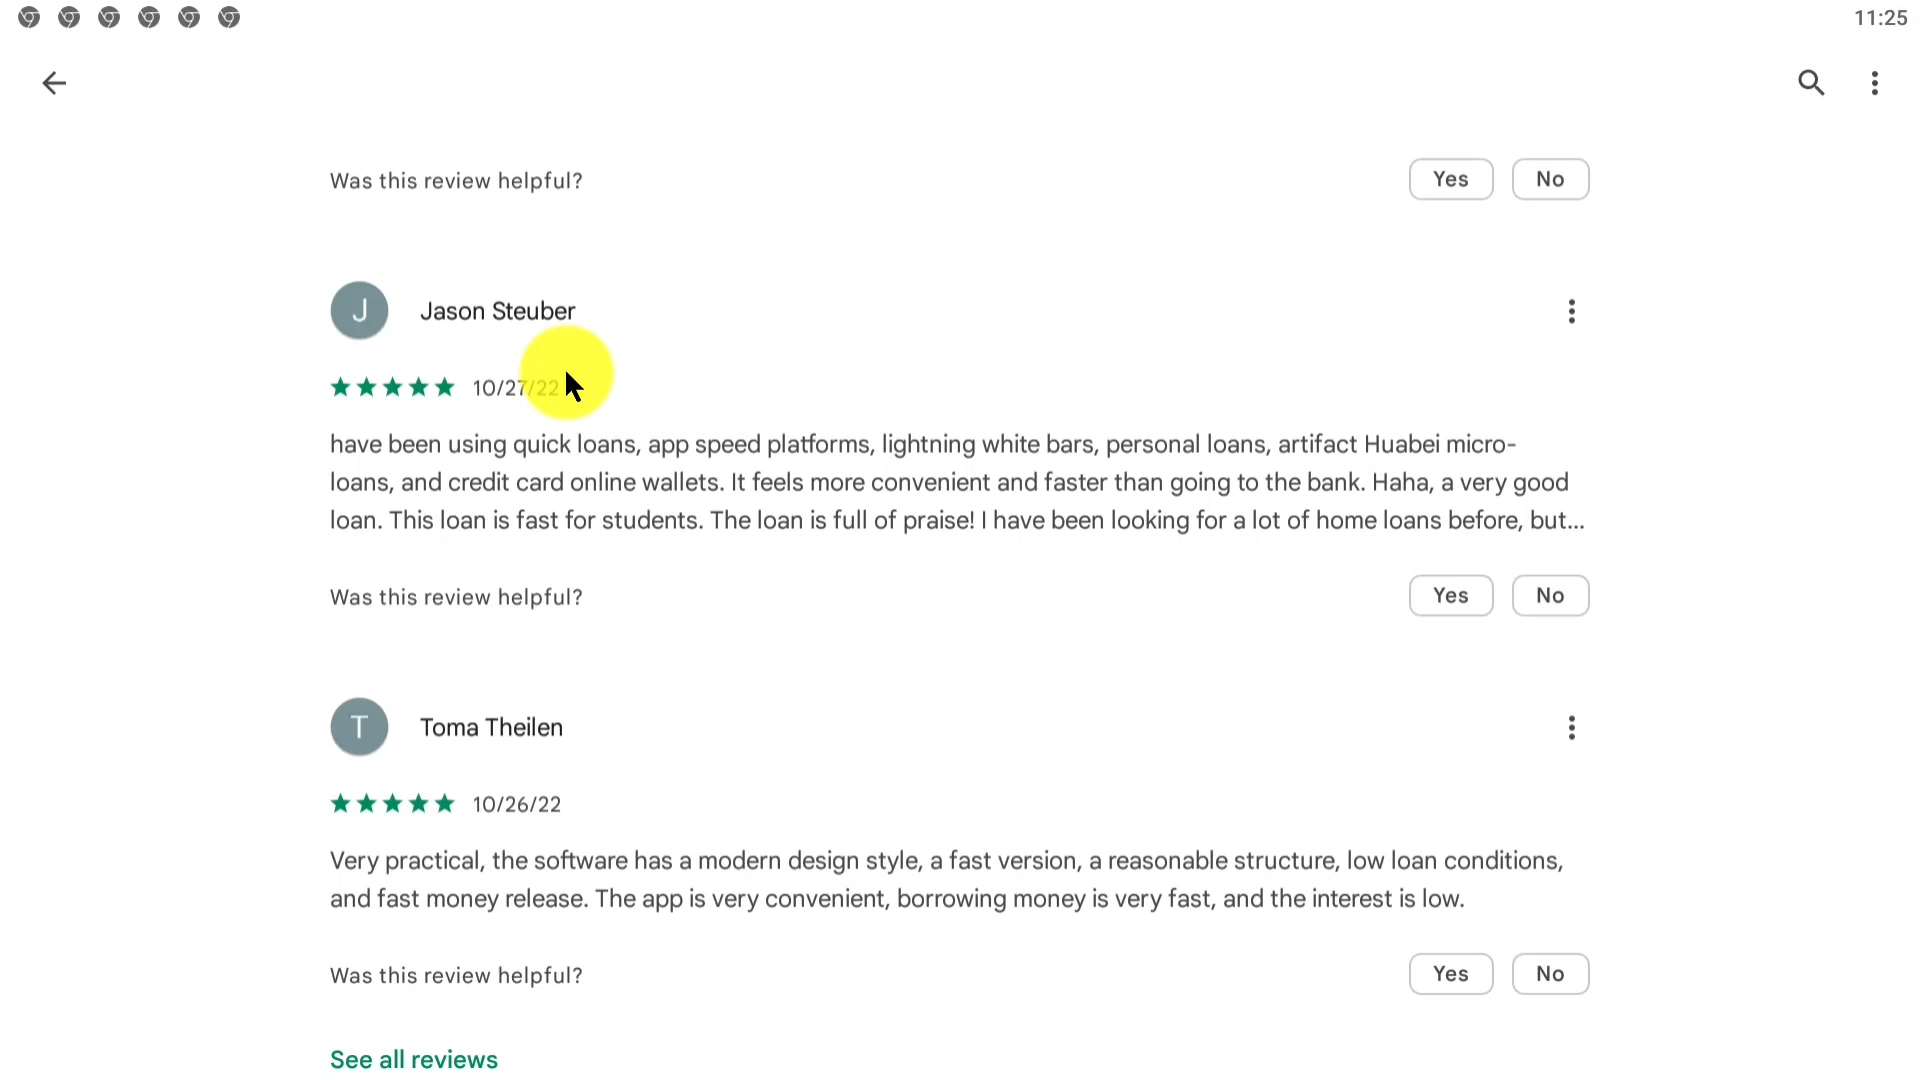 11:25
Was this review helpful?
Yes
No
J
Jason Steuber
10/27/22
have been using quick loans, app speed platforms, lightning white bars, personal loans, artifact Huabei micro-
loans, and credit card online wallets. It feels more convenient and faster than going to the bank. Haha, a very good
loan. This loan is fast for students. The loan is full of praise! I have been looking for a lot of home loans before, but...
Was this review helpful?
Yes
No
T
Toma Theilen
10/26/22
Very practical, the software has a modern design style, a fast version, a reasonable structure, low loan conditions,
and fast money release. The app is very convenient, borrowing money is very fast, and the interest is low.
Was this review helpful?
Yes
No
See all reviews